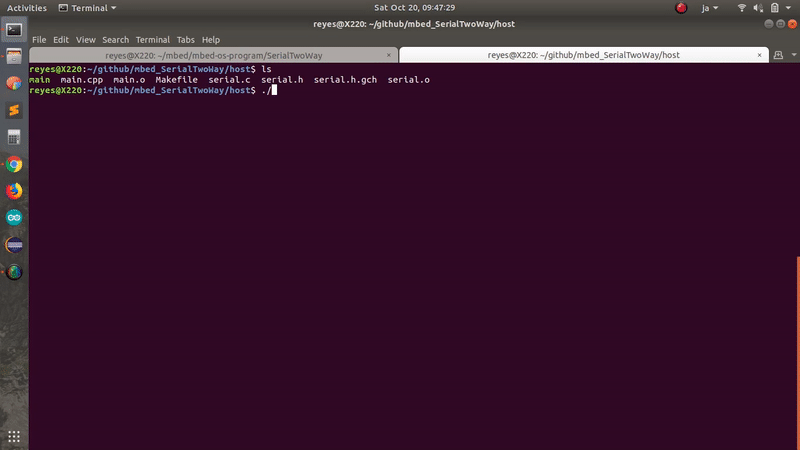 Activities Terminal Sat Oct 20, 09:47:29 ja
reyes@X220: ~/github/mbed_SerialTwoWay/host
File Edit View Search Terminal Tabs Help
reyes@X220: ~/mbed/mbed-os-program/SerialTwoWay × reyes@X220: ~/github/mbed_SerialTwoWay/host ×
reyes@X220:~/github/mbed_SerialTwoWay/host$ ls
main main.cpp main.o Makefile serial.c serial.h serial.h.gch serial.o
reyes@X220:~/github/mbed_SerialTwoWay/host$ ./